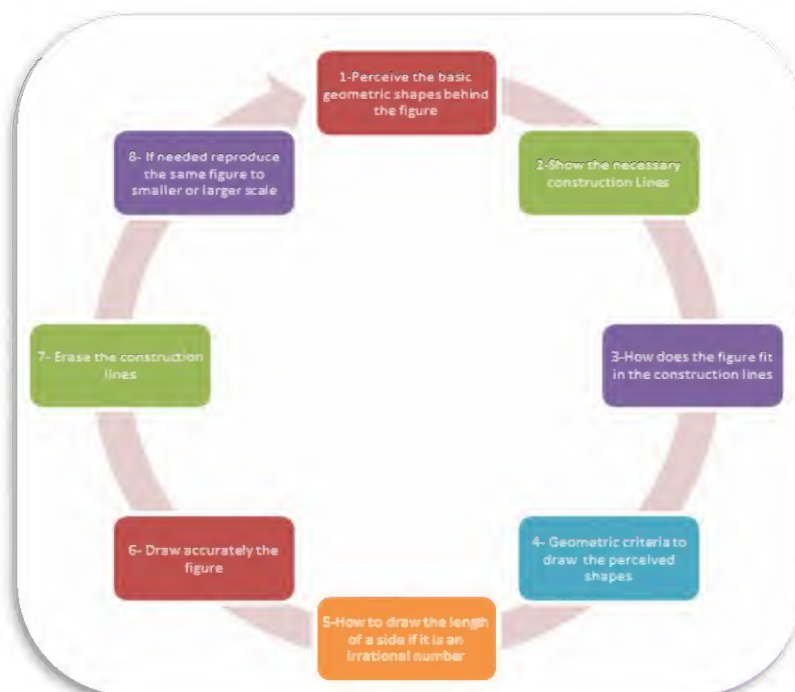 1-Perceive the basic
geometric shapes behind
the figure
2-Show the necessary
construction Lines
3-How does the figure fit
in the construction lines
4- Geometric criteria to
draw the perceived
shapes
5-How to draw the length
of a side if it is an
irrational number
6- Draw accurately the
figure
7- Erase the construction
lines
8- If needed reproduce
the same figure to
smaller or larger scale